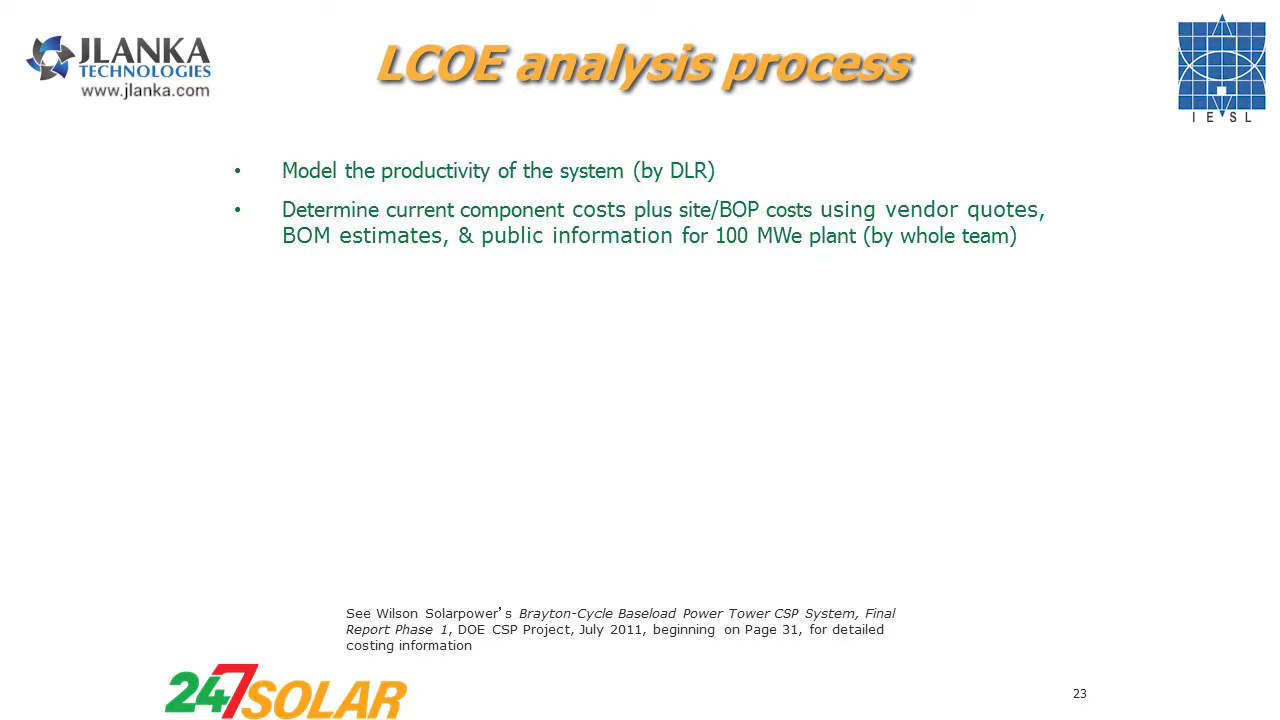 JLANKA
TECHNOLOGIES
www.jlanka.com
LCOE analysis process
I E S L
• Model the productivity of the system (by DLR)
• Determine current component costs plus site/BOP costs using vendor quotes,
BOM estimates, & public information for 100 MWe plant (by whole team)
See Wilson Solarpower’s Brayton-Cycle Baseload Power Tower CSP System, Final
Report Phase 1, DOE CSP Project, July 2011, beginning on Page 31, for detailed
costing information
247SOLAR
23